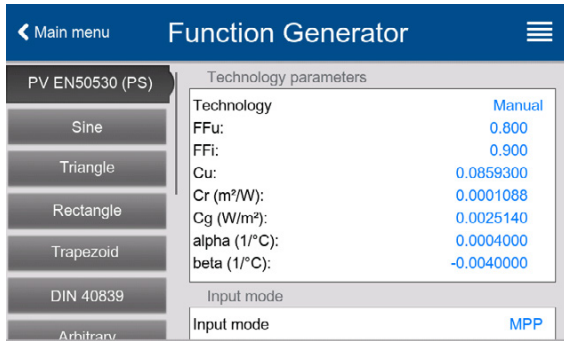 Main menu
Function Generator
PV EN50530 (PS)
Sine
Triangle
Rectangle
Trapezoid
DIN 40839
Arbitrary
Technology parameters
Technology Manual
FFu: 0.800
FFi: 0.900
Cu: 0.0859300
Cr (m²/W): 0.0001088
Cg (W/m²): 0.0025140
alpha (1/°C): 0.0004000
beta (1/°C): -0.0040000
Input mode
Input mode MPP